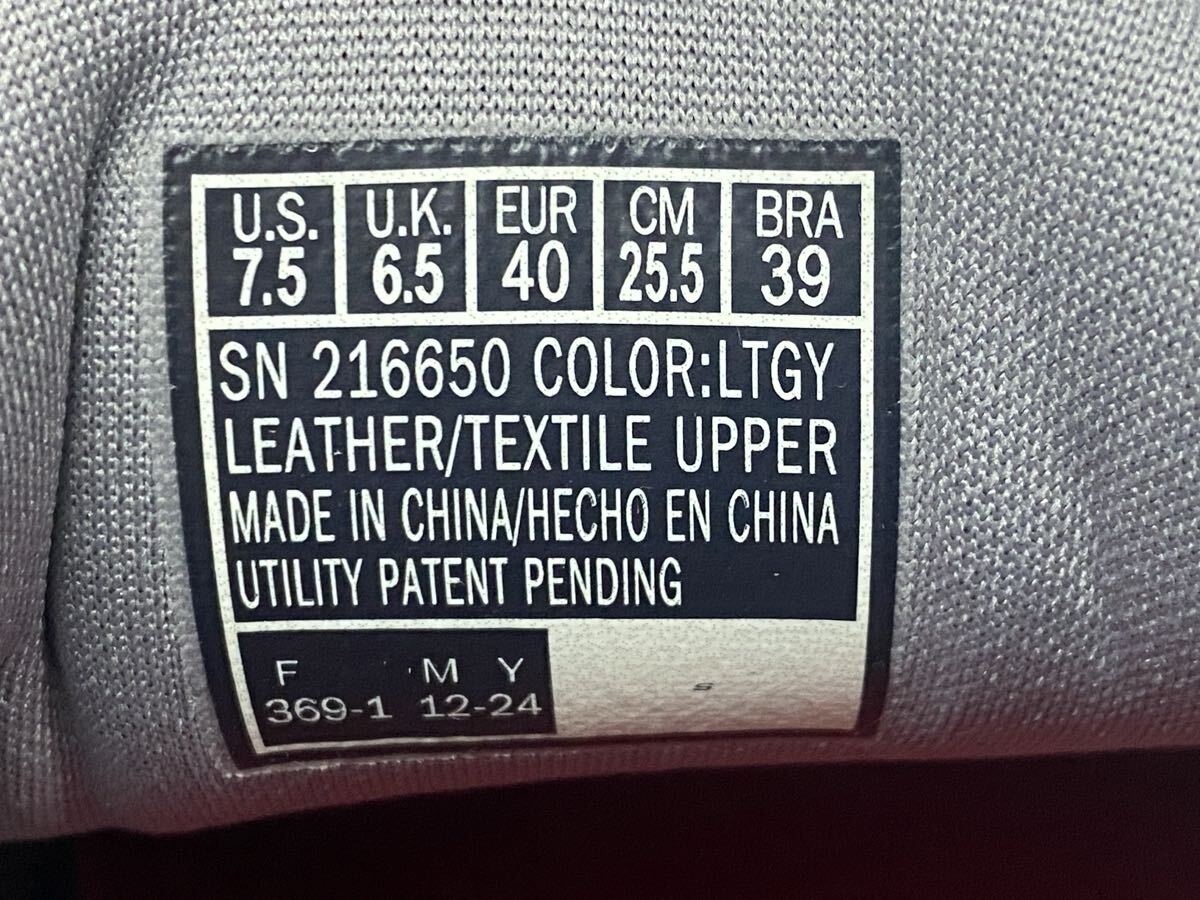 U.S. U.K. EUR CM BRA
7.5 6.5 40 25.5 39
SN 216650 COLOR:LTGY
LEATHER/TEXTILE UPPER
MADE IN CHINA/HECHO EN CHINA
UTILITY PATENT PENDING
F M Y
369-1 12-24
S